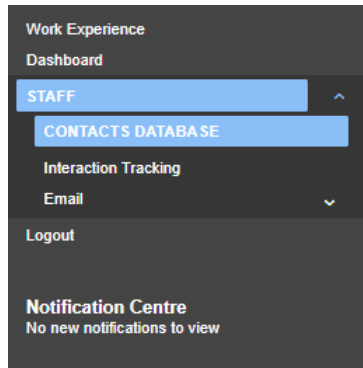 Work Experience
Dashboard
STAFF
CONTACTS DATABASE
Interaction Tracking
Email
Logout
Notification Centre
No new notifications to view